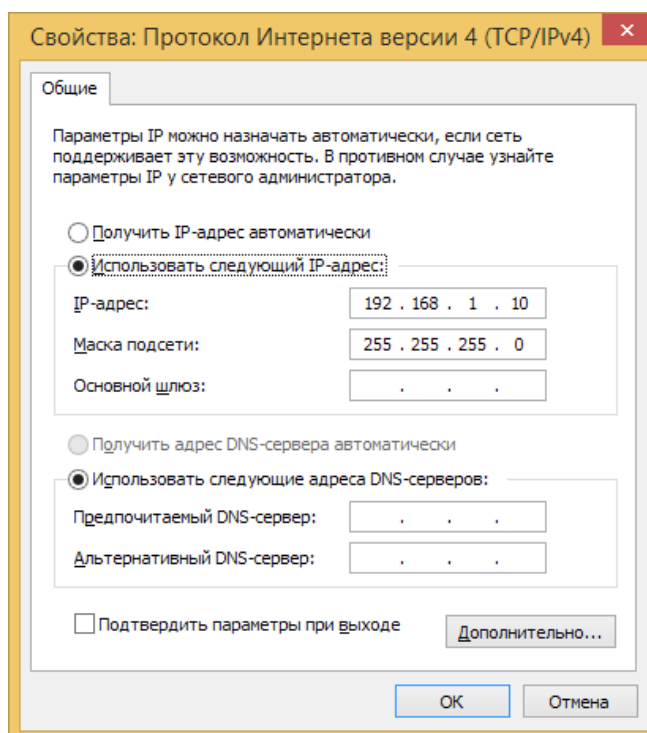 Свойства: Протокол Интернета версии 4 (TCP/IPv4)
Общие
Параметры IP можно назначать автоматически, если сеть
поддерживает эту возможность. В противном случае узнайте
параметры IP у сетевого администратора.
Получить IP-адрес автоматически
Использовать следующий IP-адрес:
IP-адрес: 192 . 168 . 1 . 10
Маска подсети: 255 . 255 . 255 . 0
Основной шлюз: . . .
Получить адрес DNS-сервера автоматически
Использовать следующие адреса DNS-серверов:
Предпочитаемый DNS-сервер: . . .
Альтернативный DNS-сервер: . . .
Подтвердить параметры при выходе Дополнительно...
ОК Отмена